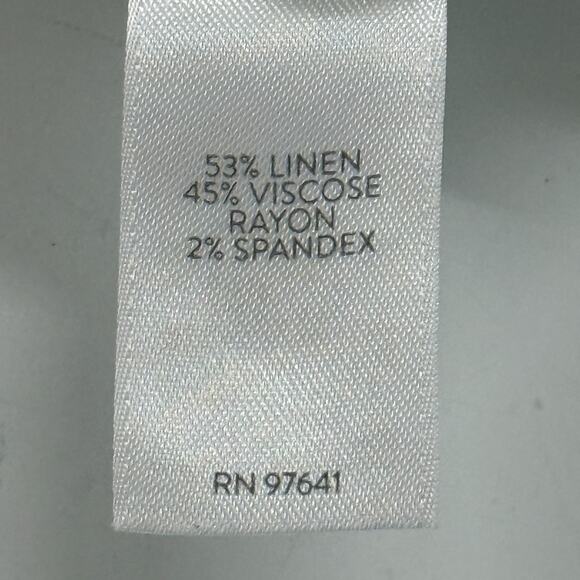 53% LINEN
45% VISCOSE
RAYON
2% SPANDEX
RN 97641